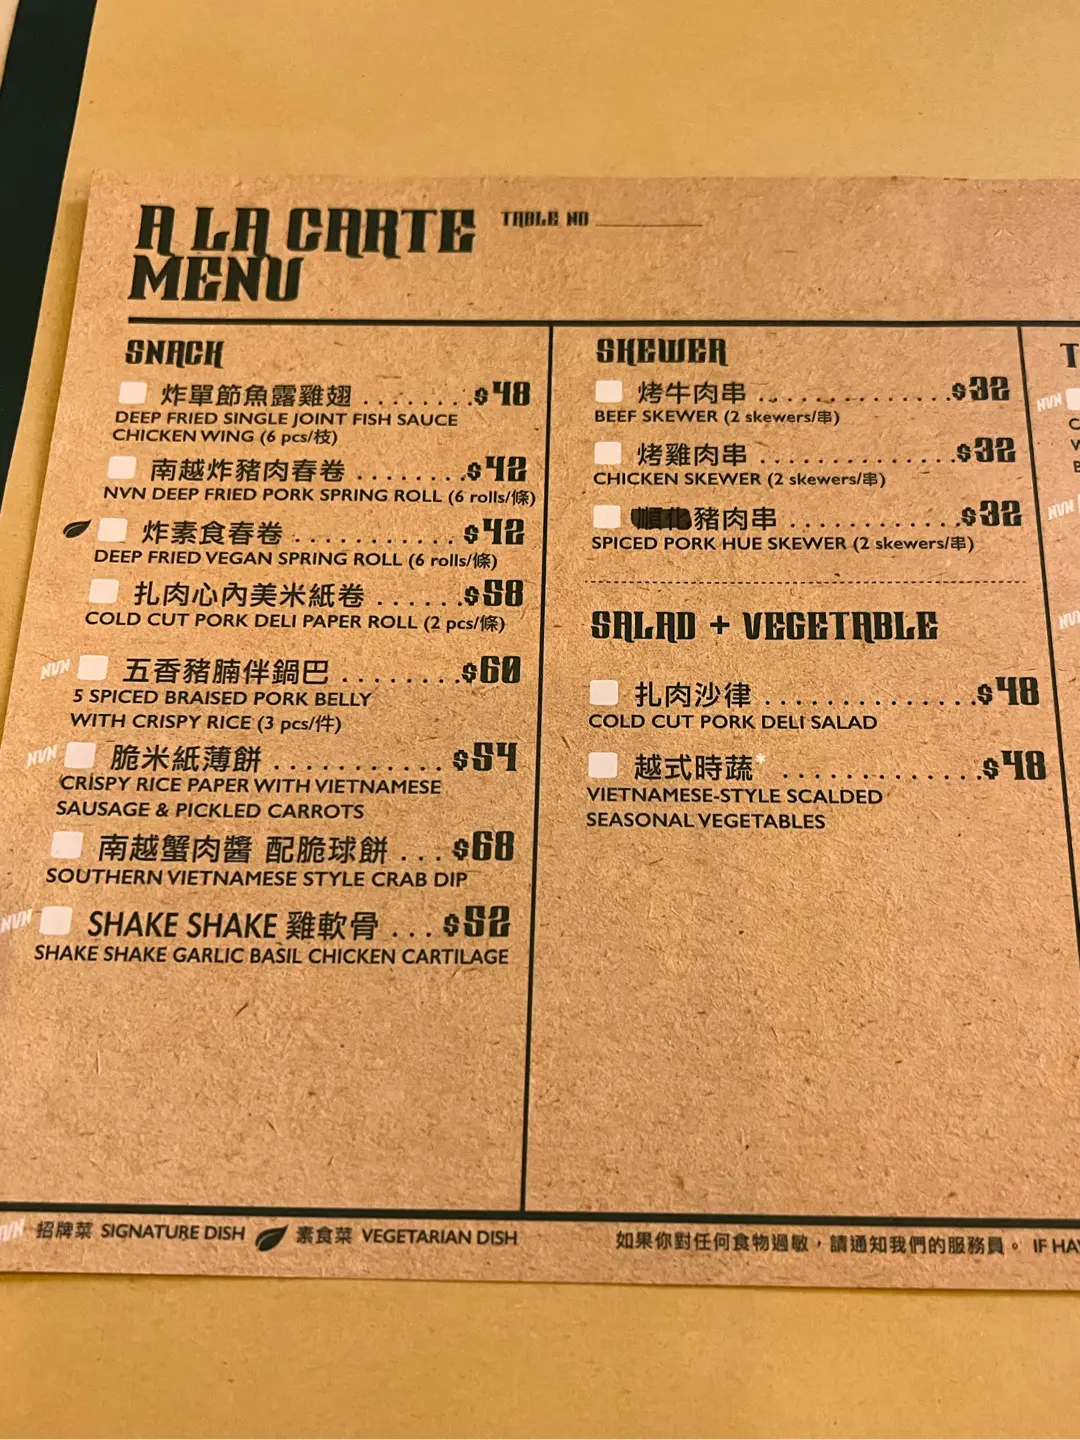 A LA CARTE
MENU
TABLE NO
SNACK
炸單節魚露雞翅 ........$48
DEEP FRIED SINGLE JOINT FISH SAUCE
CHICKEN WING (6 pcs/枝)
南越炸豬肉春卷 ........$42
NVN DEEP FRIED PORK SPRING ROLL (6 rolls/條)
炸素食春卷 ............$42
DEEP FRIED VEGAN SPRING ROLL (6 rolls/條)
扎肉心內美米紙卷 ......$58
COLD CUT PORK DELI PAPER ROLL (2 pcs/條)
NVN 五香豬腩伴鍋巴 ........$60
5 SPICED BRAISED PORK BELLY
WITH CRISPY RICE (3 pcs/件)
NVN 脆米紙薄餅 ...........$54
CRISPY RICE PAPER WITH VIETNAMESE
SAUSAGE & PICKLED CARROTS
南越蟹肉醬 配脆球餅 ...$68
SOUTHERN VIETNAMESE STYLE CRAB DIP
NVN SHAKE SHAKE 雞軟骨 ...$52
SHAKE SHAKE GARLIC BASIL CHICKEN CARTILAGE
SKEWER
烤牛肉串 ...............$32
BEEF SKEWER (2 skewers/串)
烤雞肉串 ..............$32
CHICKEN SKEWER (2 skewers/串)
豬肉串 ............$32
SPICED PORK HUE SKEWER (2 skewers/串)
SALAD + VEGETABLE
扎肉沙律 ..............$48
COLD CUT PORK DELI SALAD
越式時蔬* .............$48
VIETNAMESE-STYLE SCALDED
SEASONAL VEGETABLES
T
NVN
C
V
B
NVN
NVN 招牌菜 SIGNATURE DISH 素食菜 VEGETARIAN DISH
如果你對任何食物過敏，請通知我們的服務員。 IF HA